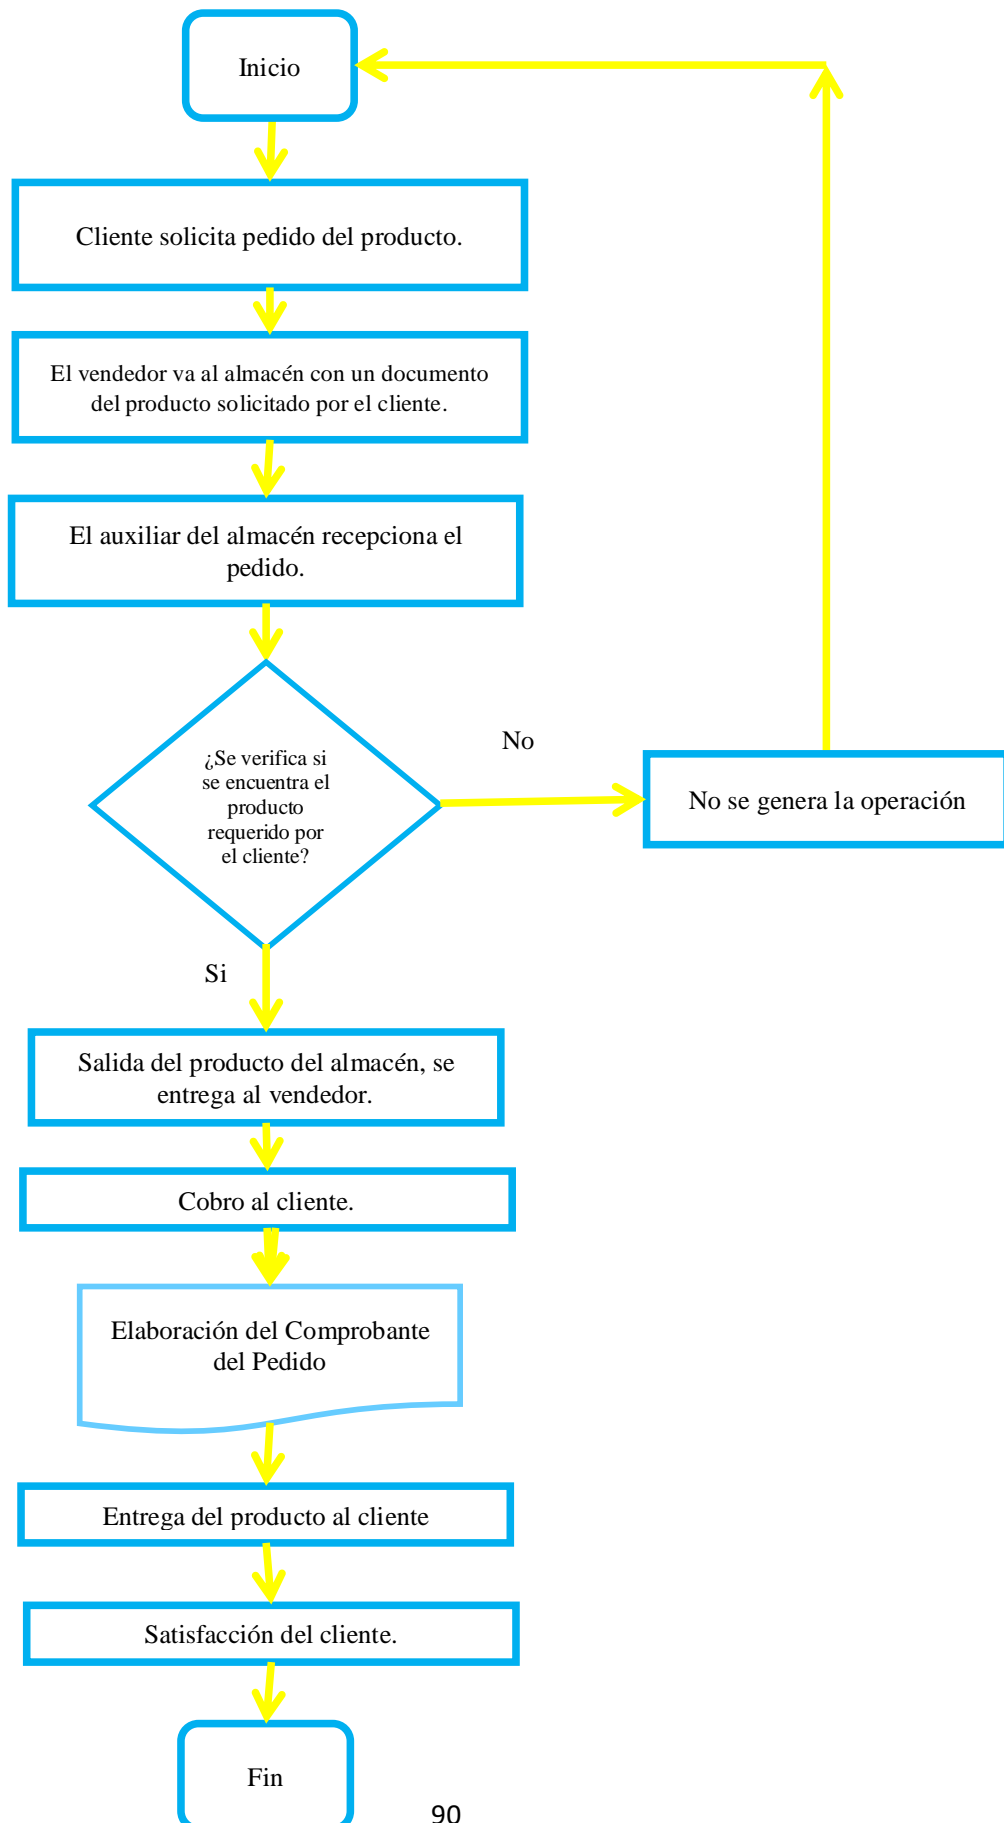 Inicio
Cliente solicita pedido del producto.
El vendedor va al almacén con un documento
del producto solicitado por el cliente.
El auxiliar del almacén recepciona el
pedido.
¿Se verifica si
se encuentra el
producto
requerido por
el cliente?
No
No se genera la operación
Si
Salida del producto del almacén, se
entrega al vendedor.
Cobro al cliente.
Elaboración del Comprobante
del Pedido
Entrega del producto al cliente
Satisfacción del cliente.
Fin
90